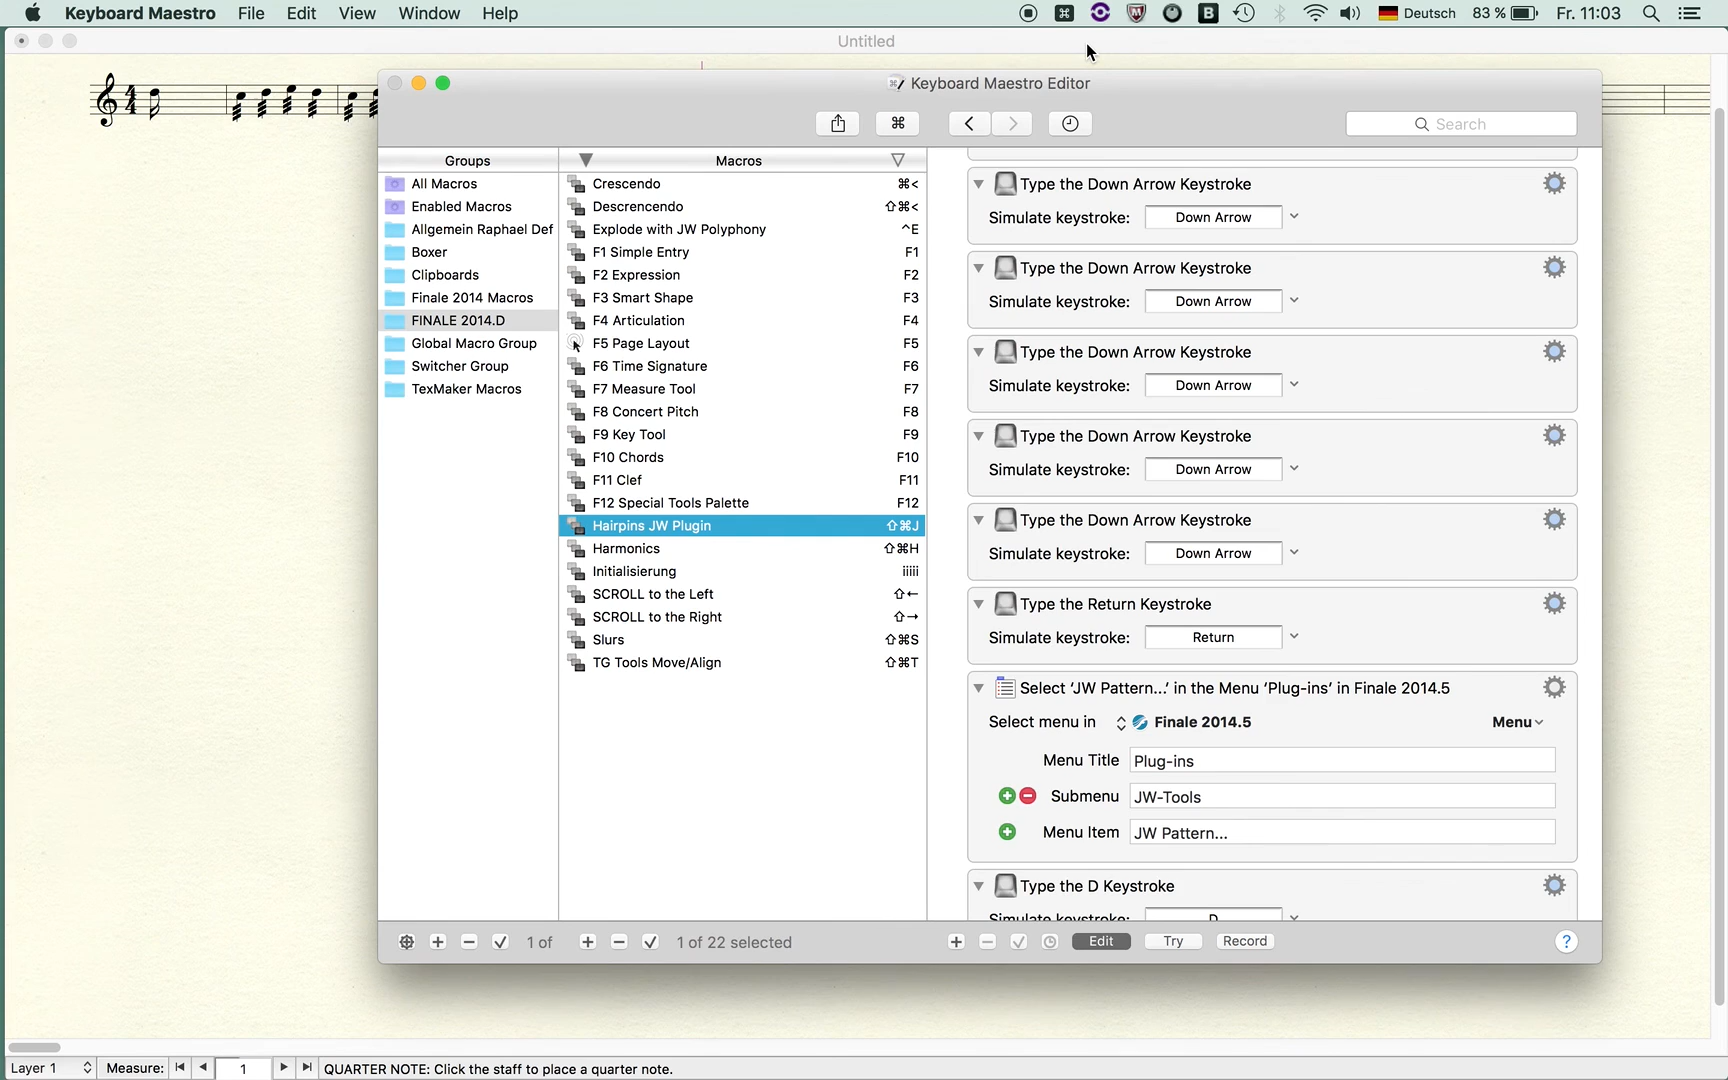 Keyboard Maestro File Edit View Window Help Deutsch 83 % Fr. 11:03
Untitled
Keyboard Maestro Editor
Search
Groups
All Macros
Enabled Macros
Allgemein Raphael Def
Boxer
Clipboards
Finale 2014 Macros
FINALE 2014.D
Global Macro Group
Switcher Group
TexMaker Macros
Macros
Crescendo ⌘<
Descrencendo ⇧⌘<
Explode with JW Polyphony ^E
F1 Simple Entry F1
F2 Expression F2
F3 Smart Shape F3
F4 Articulation F4
F5 Page Layout F5
F6 Time Signature F6
F7 Measure Tool F7
F8 Concert Pitch F8
F9 Key Tool F9
F10 Chords F10
F11 Clef F11
F12 Special Tools Palette F12
Hairpins JW Plugin ⇧⌘J
Harmonics ⇧⌘H
Initialisierung iiiii
SCROLL to the Left ⇧←
SCROLL to the Right ⇧→
Slurs ⇧⌘S
TG Tools Move/Align ⇧⌘T
Type the Down Arrow Keystroke
Simulate keystroke: Down Arrow
Type the Down Arrow Keystroke
Simulate keystroke: Down Arrow
Type the Down Arrow Keystroke
Simulate keystroke: Down Arrow
Type the Down Arrow Keystroke
Simulate keystroke: Down Arrow
Type the Down Arrow Keystroke
Simulate keystroke: Down Arrow
Type the Return Keystroke
Simulate keystroke: Return
Select ‘JW Pattern...’ in the Menu ‘Plug-ins’ in Finale 2014.5
Select menu in Finale 2014.5 Menu
Menu Title Plug-ins
Submenu JW-Tools
Menu Item JW Pattern...
Type the D Keystroke
Simulate keystroke: D
1 of 1 of 22 selected Edit Try Record ?
Layer 1 Measure: 1 QUARTER NOTE: Click the staff to place a quarter note.